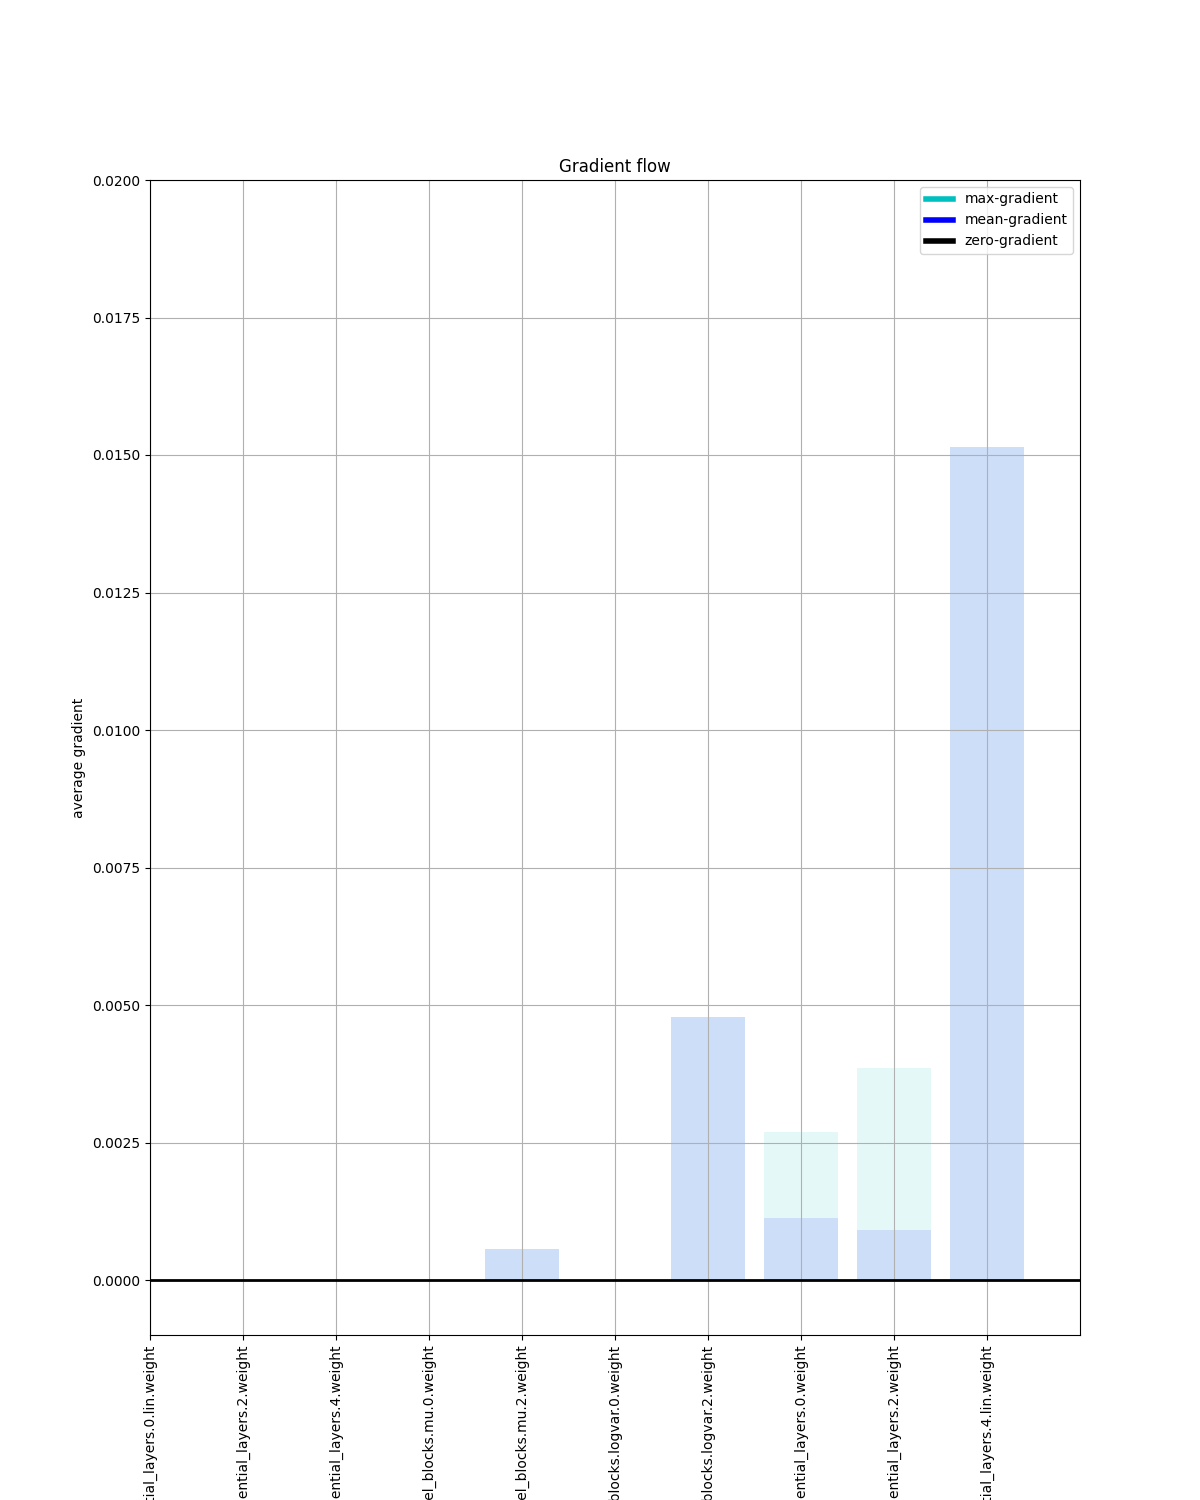 Gradient flow
max-gradient
mean-gradient
zero-gradient
0.0200
0.0175
0.0150
0.0125
0.0100
0.0075
0.0050
0.0025
0.0000
average gradient
tial_layers.0.lin.weight
ential_layers.2.weight
ential_layers.4.weight
el_blocks.mu.0.weight
el_blocks.mu.2.weight
blocks.logvar.0.weight
blocks.logvar.2.weight
ential_layers.0.weight
ential_layers.2.weight
tial_layers.4.lin.weight